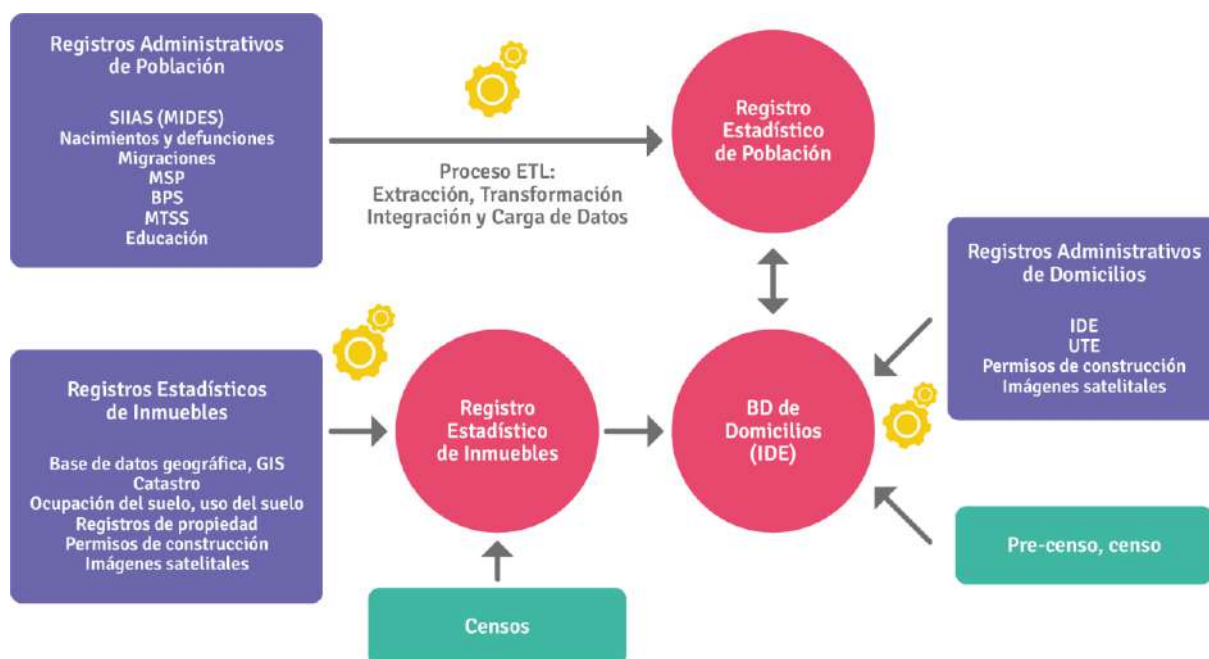 Registros Administrativos
de Población
SIIAS (MIDES)
Nacimientos y defunciones
Migraciones
MSP
BPS
MTSS
Educación
Proceso ETL:
Extracción, Transformación
Integración y Carga de Datos
Registro
Estadístico
de Población
Registros Administrativos
de Domicilios
IDE
UTE
Permisos de construcción
Imágenes satelitales
Registros Estadísticos
de Inmuebles
Base de datos geográfica, GIS
Catastro
Ocupación del suelo, uso del suelo
Registros de propiedad
Permisos de construcción
Imágenes satelitales
Registro
Estadístico
de Inmuebles
BD de
Domicilios
(IDE)
Pre-censo, censo
Censos